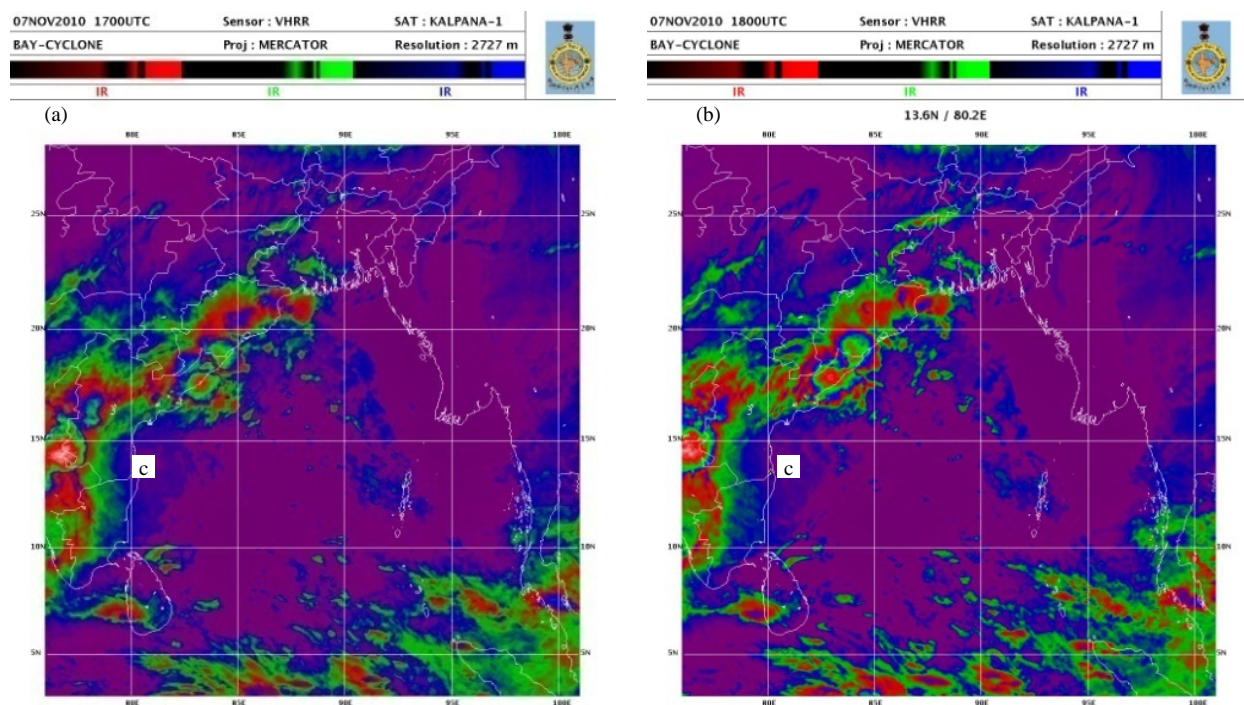 07NOV2010 1700UTC Sensor : VHRR SAT : KALPANA-1
BAY-CYCLONE Proj : MERCATOR Resolution : 2727 m
IR IR IR
(a)
80E 85E 90E 95E 100E
25N 25N
20N 20N
15N 15N
c
10N 10N
5N 5N
07NOV2010 1800UTC Sensor : VHRR SAT : KALPANA-1
BAY-CYCLONE Proj : MERCATOR Resolution : 2727 m
IR IR IR
(b) 13.6N / 80.2E
80E 85E 90E 95E 100E
25N 25N
20N 20N
15N 15N
c
10N 10N
5N 5N